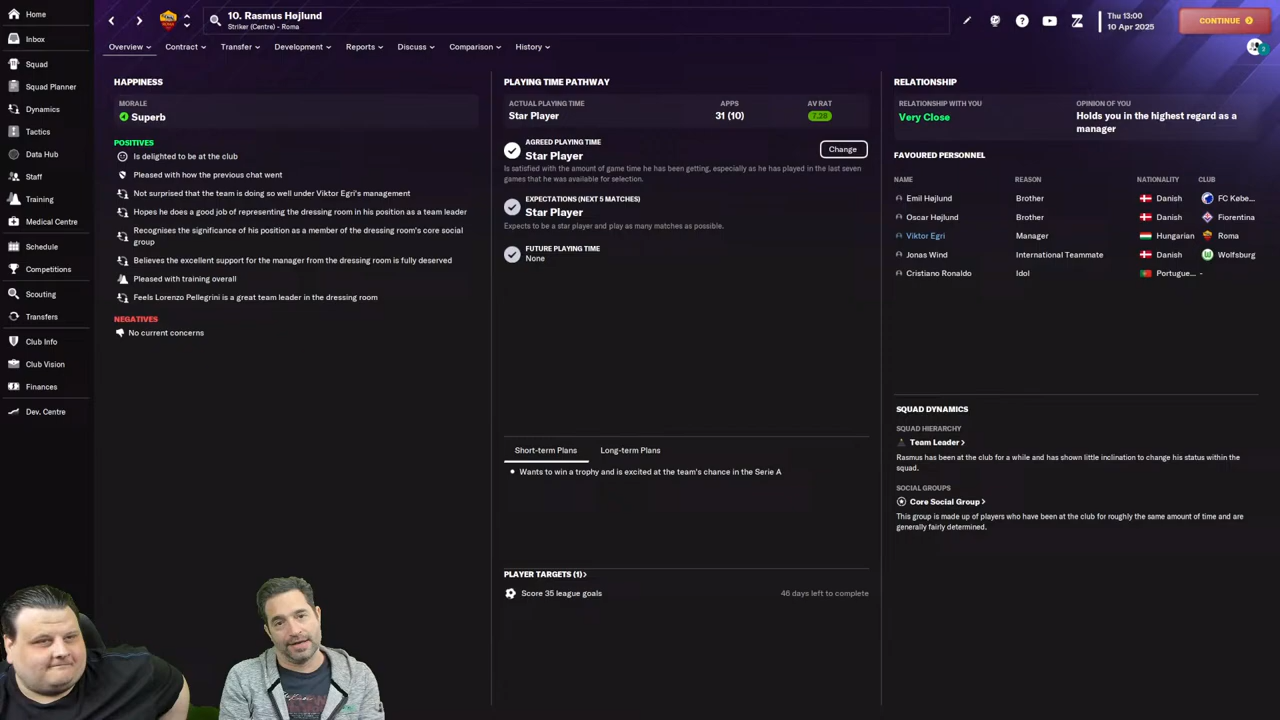 Home
Inbox
Squad
Squad Planner
Dynamics
Tactics
Data Hub
Staff
Training
Medical Centre
Schedule
Competitions
Scouting
Transfers
Club Info
Club Vision
Finances
Dev. Centre
10. Rasmus Højlund
Striker (Centre) - Roma
Thu 13:00
10 Apr 2025
CONTINUE
Overview
Contract
Transfer
Development
Reports
Discuss
Comparison
History
2
HAPPINESS
MORALE
Superb
POSITIVES
Is delighted to be at the club
Pleased with how the previous chat went
Not surprised that the team is doing so well under Viktor Egri's management
Hopes he does a good job of representing the dressing room in his position as a team leader
Recognises the significance of his position as a member of the dressing room's core social
group
Believes the excellent support for the manager from the dressing room is fully deserved
Pleased with training overall
Feels Lorenzo Pellegrini is a great team leader in the dressing room
NEGATIVES
No current concerns
PLAYING TIME PATHWAY
ACTUAL PLAYING TIME APPS AV RAT
Star Player 31 (10) 7.28
AGREED PLAYING TIME
Star Player
Change
Is satisfied with the amount of game time he has been getting, especially as he has played in the last seven
games that he was available for selection.
EXPECTATIONS (NEXT 5 MATCHES)
Star Player
Expects to be a star player and play as many matches as possible.
FUTURE PLAYING TIME
None
Short-term Plans Long-term Plans
Wants to win a trophy and is excited at the team's chance in the Serie A
PLAYER TARGETS (1)>
Score 35 league goals 46 days left to complete
RELATIONSHIP
RELATIONSHIP WITH YOU
Very Close
OPINION OF YOU
Holds you in the highest regard as a
manager
FAVOURED PERSONNEL
NAME REASON NATIONALITY CLUB
Emil Højlund Brother Danish FC Købe...
Oscar Højlund Brother Danish Fiorentina
Viktor Egri Manager Hungarian Roma
Jonas Wind International Teammate Danish Wolfsburg
Cristiano Ronaldo Idol Portugue... -
SQUAD DYNAMICS
SQUAD HIERARCHY
Team Leader >
Rasmus has been at the club for a while and has shown little inclination to change his status within the
squad.
SOCIAL GROUPS
Core Social Group >
This group is made up of players who have been at the club for roughly the same amount of time and are
generally fairly determined.